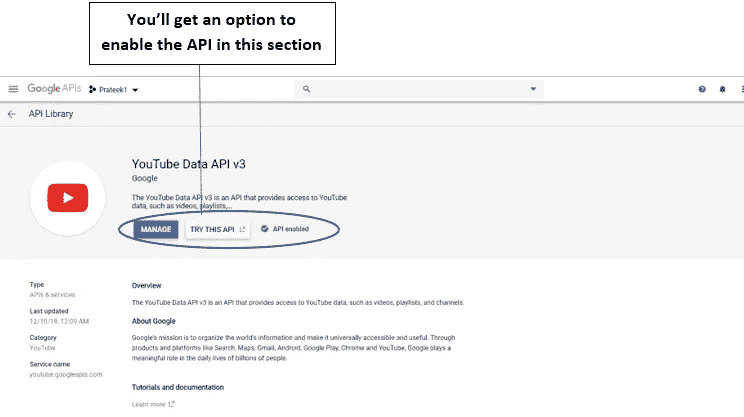 You'll get an option to
enable the API in this section
Google APIs Prateek1
API Library
YouTube Data API v3
Google
The YouTube Data API v3 is an API that provides access to YouTube
data, such as videos, playlists,...
MANAGE TRY THIS API API enabled
Type
APIs & services
Last updated
12/10/19, 12:09 AM
Category
YouTube
Service name
youtube.googleapis.com
Overview
The YouTube Data API v3 is an API that provides access to YouTube data, such as videos, playlists, and channels.
About Google
Google's mission is to organize the world's information and make it universally accessible and useful. Through
products and platforms like Search, Maps, Gmail, Android, Google Play, Chrome and YouTube, Google plays a
meaningful role in the daily lives of billions of people.
Tutorials and documentation
Learn more